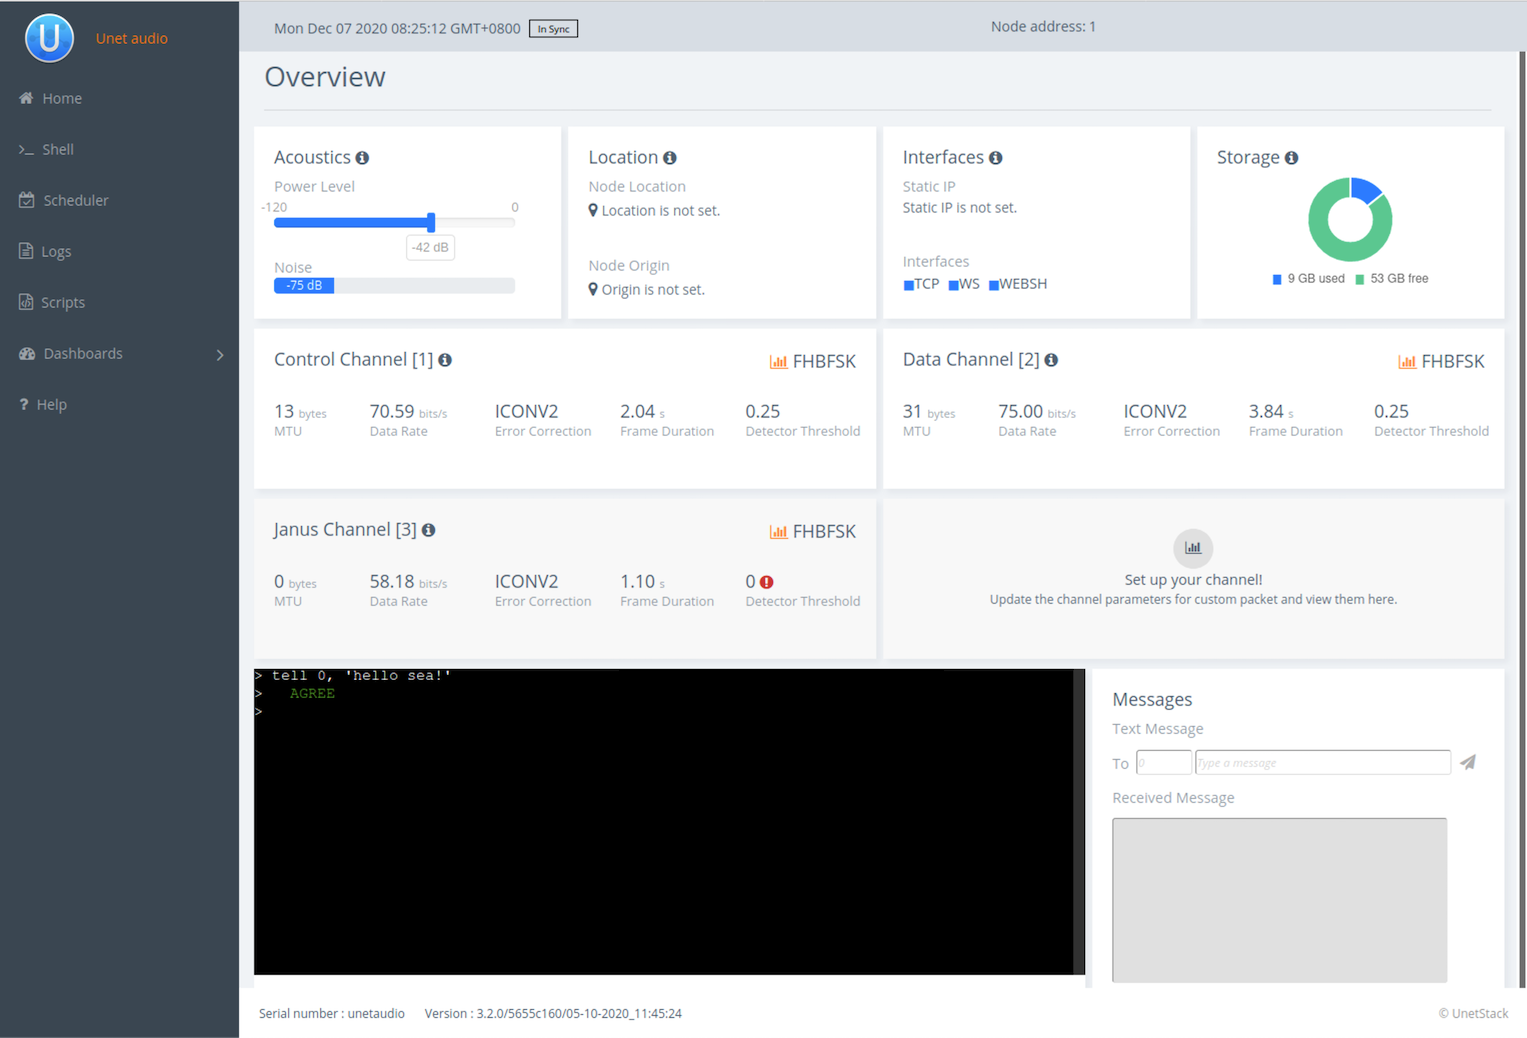 U Unet audio
Mon Dec 07 2020 08:25:12 GMT+0800 In Sync Node address: 1
Home
Shell
Scheduler
Logs
Scripts
Dashboards
? Help
Overview
Acoustics
Power Level
-120 0
-42 dB
Noise
-75 dB
Location
Node Location
Location is not set.
Node Origin
Origin is not set.
Interfaces
Static IP
Static IP is not set.
Interfaces
TCP WS WEBSH
Storage
9 GB used 53 GB free
Control Channel [1] FHBFSK
13 bytes 70.59 bits/s ICONV2 2.04 s 0.25
MTU Data Rate Error Correction Frame Duration Detector Threshold
Data Channel [2] FHBFSK
31 bytes 75.00 bits/s ICONV2 3.84 s 0.25
MTU Data Rate Error Correction Frame Duration Detector Threshold
Janus Channel [3] FHBFSK
0 bytes 58.18 bits/s ICONV2 1.10 s 0
MTU Data Rate Error Correction Frame Duration Detector Threshold
Set up your channel!
Update the channel parameters for custom packet and view them here.
> tell 0, 'hello sea!'
> AGREE
>
Messages
Text Message
To 0 Type a message
Received Message
Serial number : unetaudio Version : 3.2.0/5655c160/05-10-2020_11:45:24 © UnetStack